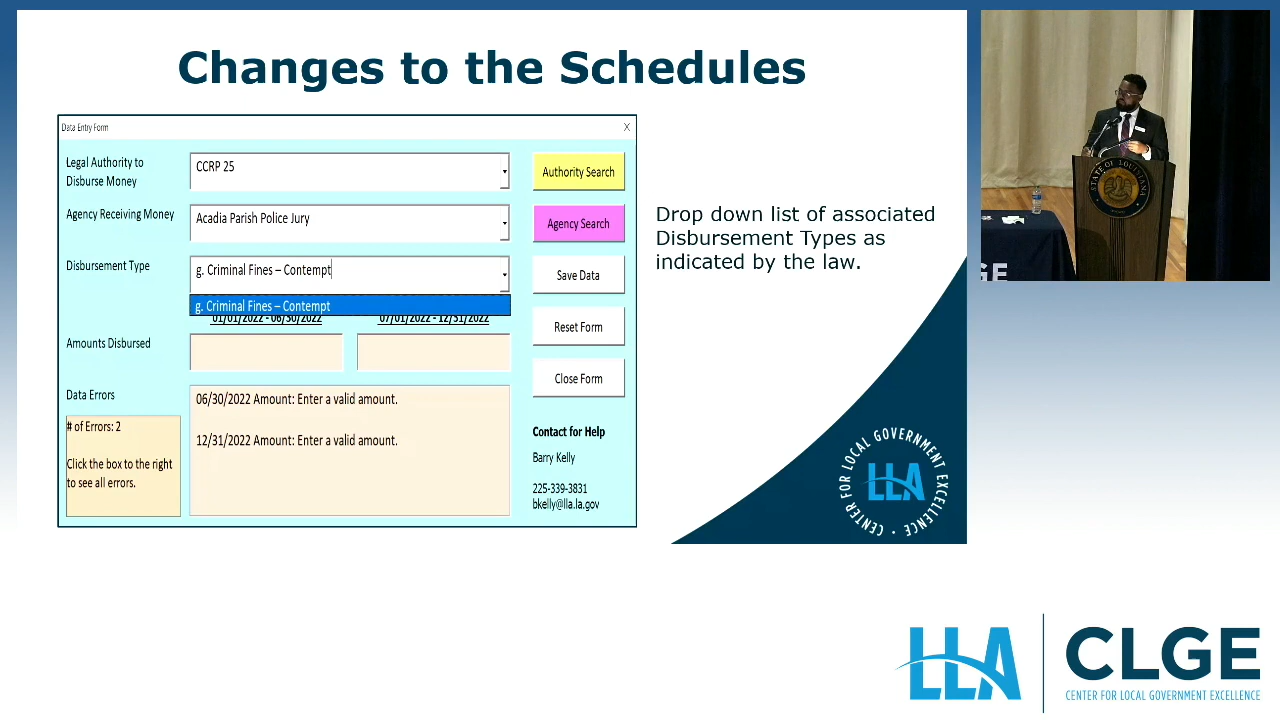 Changes to the Schedules
Data Entry Form
X
Legal Authority to
Disburse Money
CCRP 25
Authority Search
Agency Receiving Money
Acadia Parish Police Jury
Agency Search
Disbursement Type
g. Criminal Fines – Contempt
Save Data
g. Criminal Fines – Contempt
01/01/2022 - 06/30/2022
07/01/2022 - 12/31/2022
Reset Form
Amounts Disbursed
Close Form
Data Errors
06/30/2022 Amount: Enter a valid amount.
12/31/2022 Amount: Enter a valid amount.
# of Errors: 2
Click the box to the right
to see all errors.
Contact for Help
Barry Kelly
225-339-3831
bkelly@lla.la.gov
Drop down list of associated
Disbursement Types as
indicated by the law.
CENTER FOR LOCAL GOVERNMENT EXCELLENCE
LLA
STATE OF LOUISIANA
GE
LLA
CLGE
CENTER FOR LOCAL GOVERNMENT EXCELLENCE